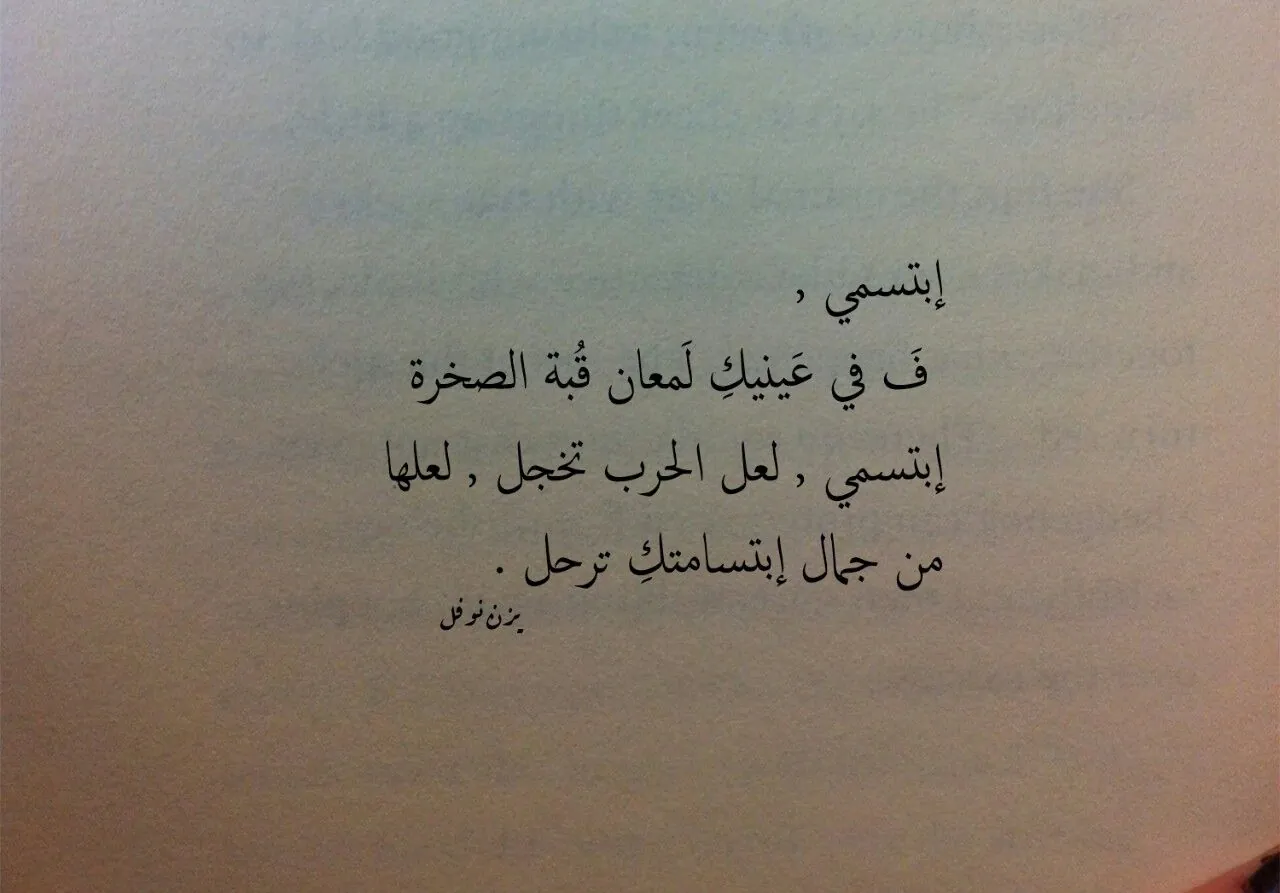 إبتسمي ,
فَ في عَينيكِ لَمعان قُبة الصخرة
إبتسمي , لعل الحرب تخجل , لعلها
من جمال إبتسامتكِ ترحل .
يزن نوفل